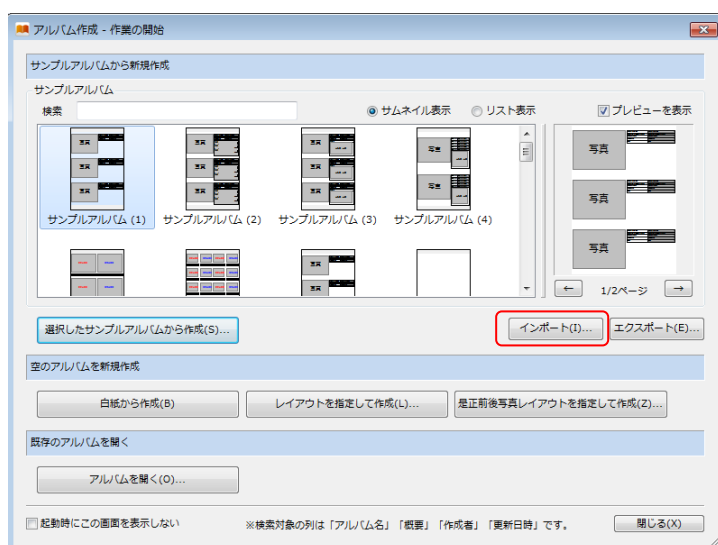 アルバム作成 - 作業の開始
サンプルアルバムから新規作成
サンプルアルバム
検索
サムネイル表示
リスト表示
プレビューを表示
写真
写真
写真
写真
写真
写真
写真
写真
写真
写真
写真
サンプルアルバム (1)
サンプルアルバム (2)
サンプルアルバム (3)
サンプルアルバム (4)
写真
写真
写真
写真
写真
← 1/2ページ →
選択したサンプルアルバムから作成(S)...
インポート(I)...
エクスポート(E)...
空のアルバムを新規作成
白紙から作成(B)
レイアウトを指定して作成(L)...
是正前後写真レイアウトを指定して作成(Z)...
既存のアルバムを開く
アルバムを開く(O)...
起動時にこの画面を表示しない
※検索対象の列は「アルバム名」「概要」「作成者」「更新日時」です。
閉じる(X)